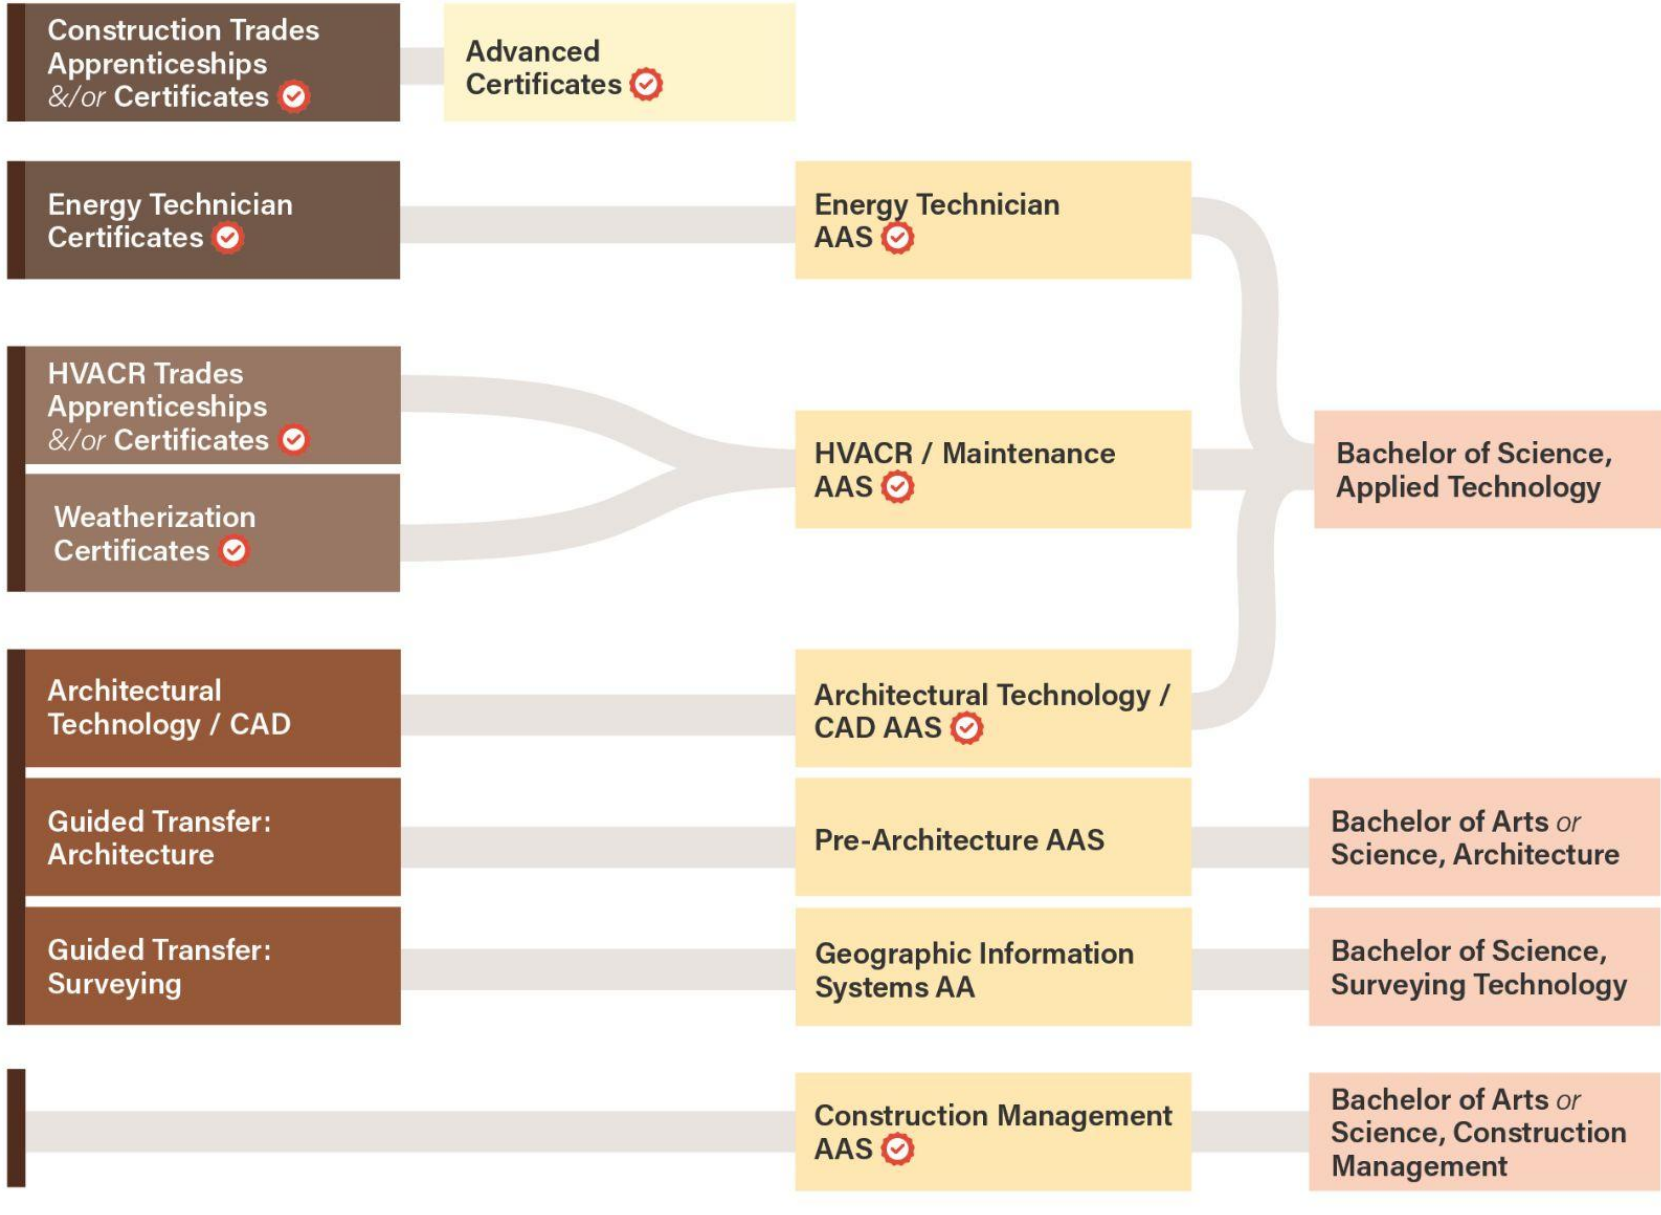 Construction Trades
Apprenticeships
&/or Certificates
Advanced
Certificates
Energy Technician
Certificates
Energy Technician
AAS
HVACR Trades
Apprenticeships
&/or Certificates
Weatherization
Certificates
HVACR / Maintenance
AAS
Bachelor of Science,
Applied Technology
Architectural
Technology / CAD
Architectural Technology /
CAD AAS
Guided Transfer:
Architecture
Pre-Architecture AAS
Bachelor of Arts or
Science, Architecture
Guided Transfer:
Surveying
Geographic Information
Systems AA
Bachelor of Science,
Surveying Technology
Construction Management
AAS
Bachelor of Arts or
Science, Construction
Management